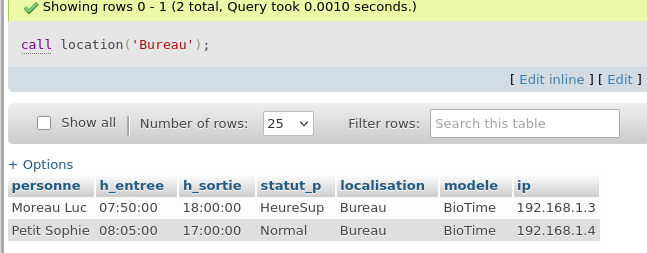 Showing rows 0 - 1 (2 total, Query took 0.0010 seconds.)
call location('Bureau');
[ Edit inline ] [ Edit ]
Show all | Number of rows: 25 Filter rows: Search this table
+ Options
personne h_entree h_sortie statut_p localisation modele ip
Moreau Luc 07:50:00 18:00:00 HeureSup Bureau BioTime 192.168.1.3
Petit Sophie 08:05:00 17:00:00 Normal Bureau BioTime 192.168.1.4